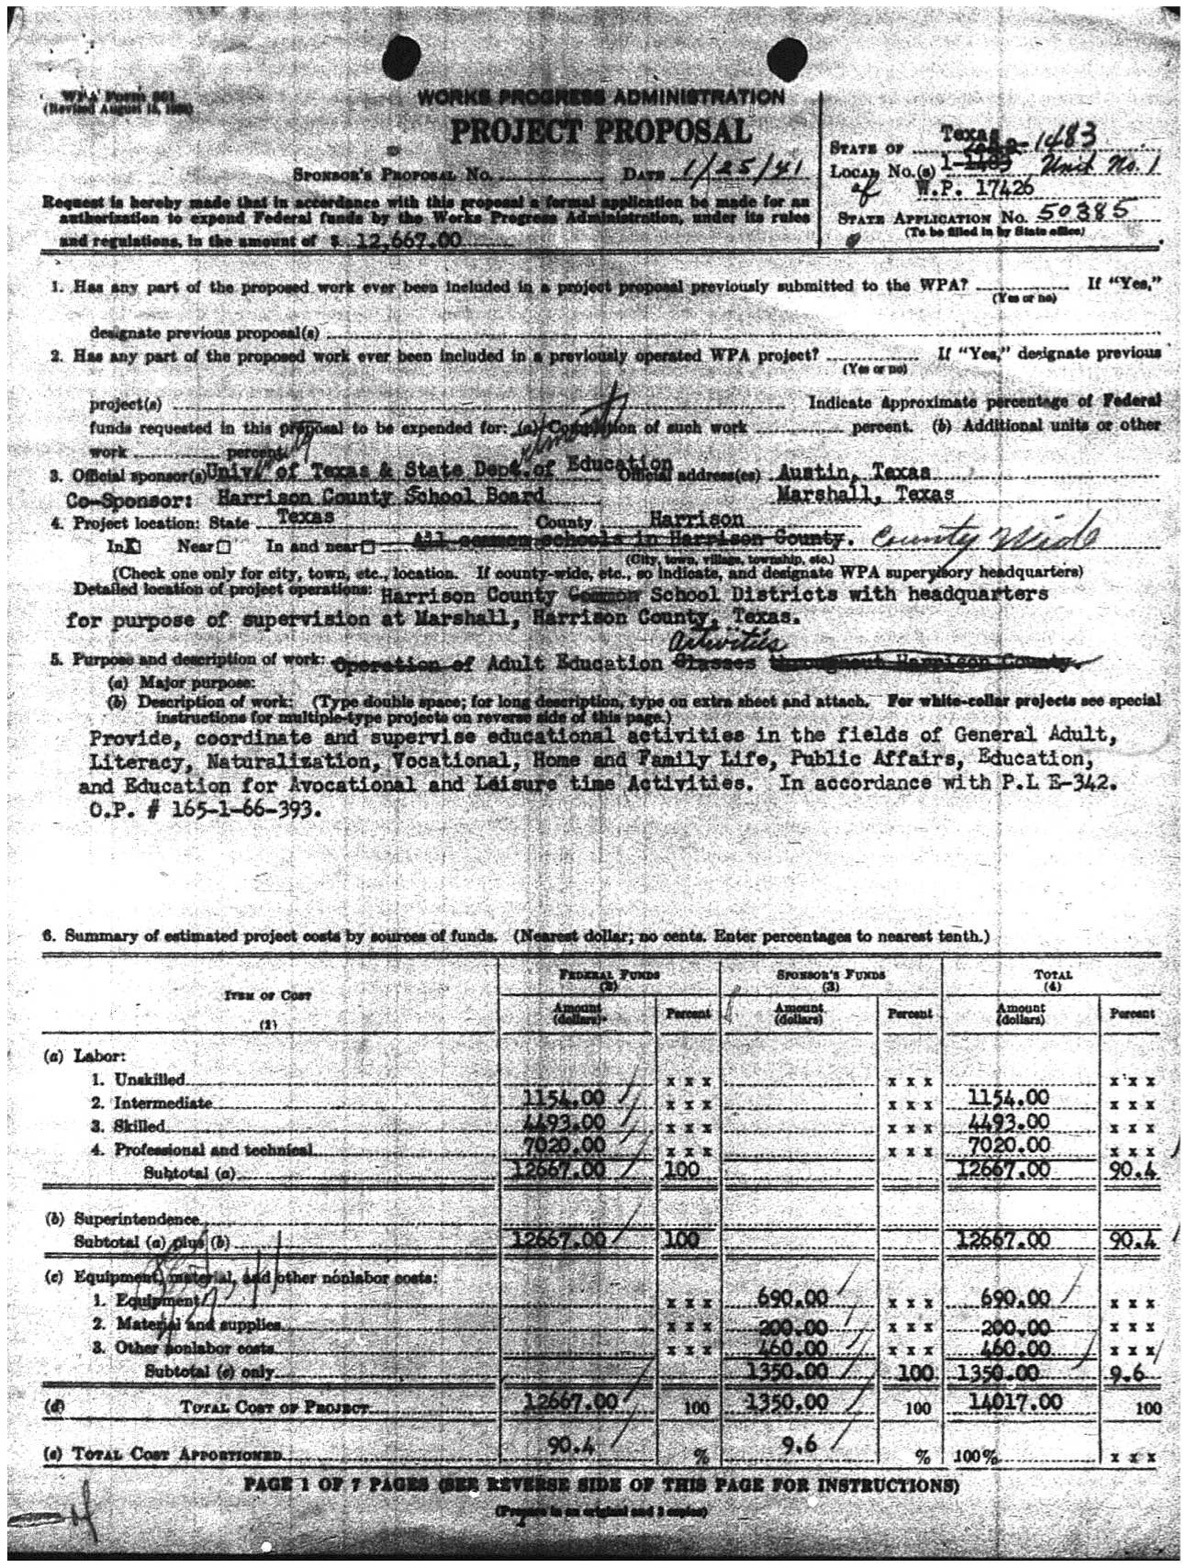 WPA Form 301
(Revised August 15, 1938)
WORKS PROGRESS ADMINISTRATION
PROJECT PROPOSAL
SPONSOR'S PROPOSAL NO. DATE 1/25/41
STATE OF Texas
1483
LOCAL NO.(s) 1-1483 Unit No. 1
of W.P. 17426
STATE APPLICATION NO. 50385
(To be filled in by State office)
Request is hereby made that in accordance with this proposal a formal application be made for an
authorization to expend Federal funds by the Works Progress Administration, under its rules
and regulations, in the amount of $ 12,667.00
1. Has any part of the proposed work ever been included in a project proposal previously submitted to the WPA? If "Yes,"
(Yes or no)
designate previous proposal(s)
2. Has any part of the proposed work ever been included in a previously operated WPA project? If "Yes," designate previous
(Yes or no)
project(s) Indicate approximate percentage of Federal
funds requested in this proposal to be expended for: (a) Completion of such work percent. (b) Additional units or other
work percent.
3. Official sponsor(s) Univ. of Texas & State Dept. of Education Official address(es) Austin, Texas
Co-Sponsor: Harrison County School Board Marshall, Texas
4. Project location: State Texas County Harrison
In X Near In and near All common schools in Harrison County. County Wide
(City, town, village, township, etc.)
(Check one only for city, town, etc., location. If county-wide, etc., so indicate, and designate WPA supervisory headquarters)
Detailed location of project operations: Harrison County Common School Districts with headquarters
for purpose of supervision at Marshall, Harrison County, Texas.
Activities
5. Purpose and description of work: Operation of Adult Education Classes throughout Harrison County.
(a) Major purpose:
(b) Description of work: (Type double space; for long description, type on extra sheet and attach. For white-collar projects see special
instructions for multiple-type projects on reverse side of this page.)
Provide, coordinate and supervise educational activities in the fields of General Adult,
Literacy, Naturalization, Vocational, Home and Family Life, Public Affairs, Education,
and Education for Avocational and Leisure time Activities. In accordance with P.L E-342.
O.P. # 165-1-66-393.
6. Summary of estimated project costs by sources of funds. (Nearest dollar; no cents. Enter percentages to nearest tenth.)
ITEM OF COST
(1)
FEDERAL FUNDS
(2)
SPONSOR'S FUNDS
(3)
TOTAL
(4)
Amount
(dollars)
Percent
Amount
(dollars)
Percent
Amount
(dollars)
Percent
(a) Labor:
1. Unskilled x x x x x x x x x
2. Intermediate 1154.00 x x x x x x 1154.00 x x x
3. Skilled 4493.00 x x x x x x 4493.00 x x x
4. Professional and technical 7020.00 x x x x x x 7020.00 x x x
Subtotal (a) 12667.00 100 12667.00 90.4
(b) Superintendence
Subtotal (a) plus (b) 12667.00 100 12667.00 90.4
(c) Equipment, material, and other nonlabor costs:
1. Equipment x x x 690.00 x x x 690.00 x x x
2. Material and supplies x x x 200.00 x x x 200.00 x x x
3. Other nonlabor costs x x x 460.00 x x x 460.00 x x x
Subtotal (c) only 1350.00 100 1350.00 9.6
(d) TOTAL COST OF PROJECT 12667.00 100 1350.00 100 14017.00 100
(e) TOTAL COST APPORTIONED 90.4 % 9.6 % 100% x x x
PAGE 1 OF 7 PAGES (SEE REVERSE SIDE OF THIS PAGE FOR INSTRUCTIONS)
(Prepare in an original and 3 copies)